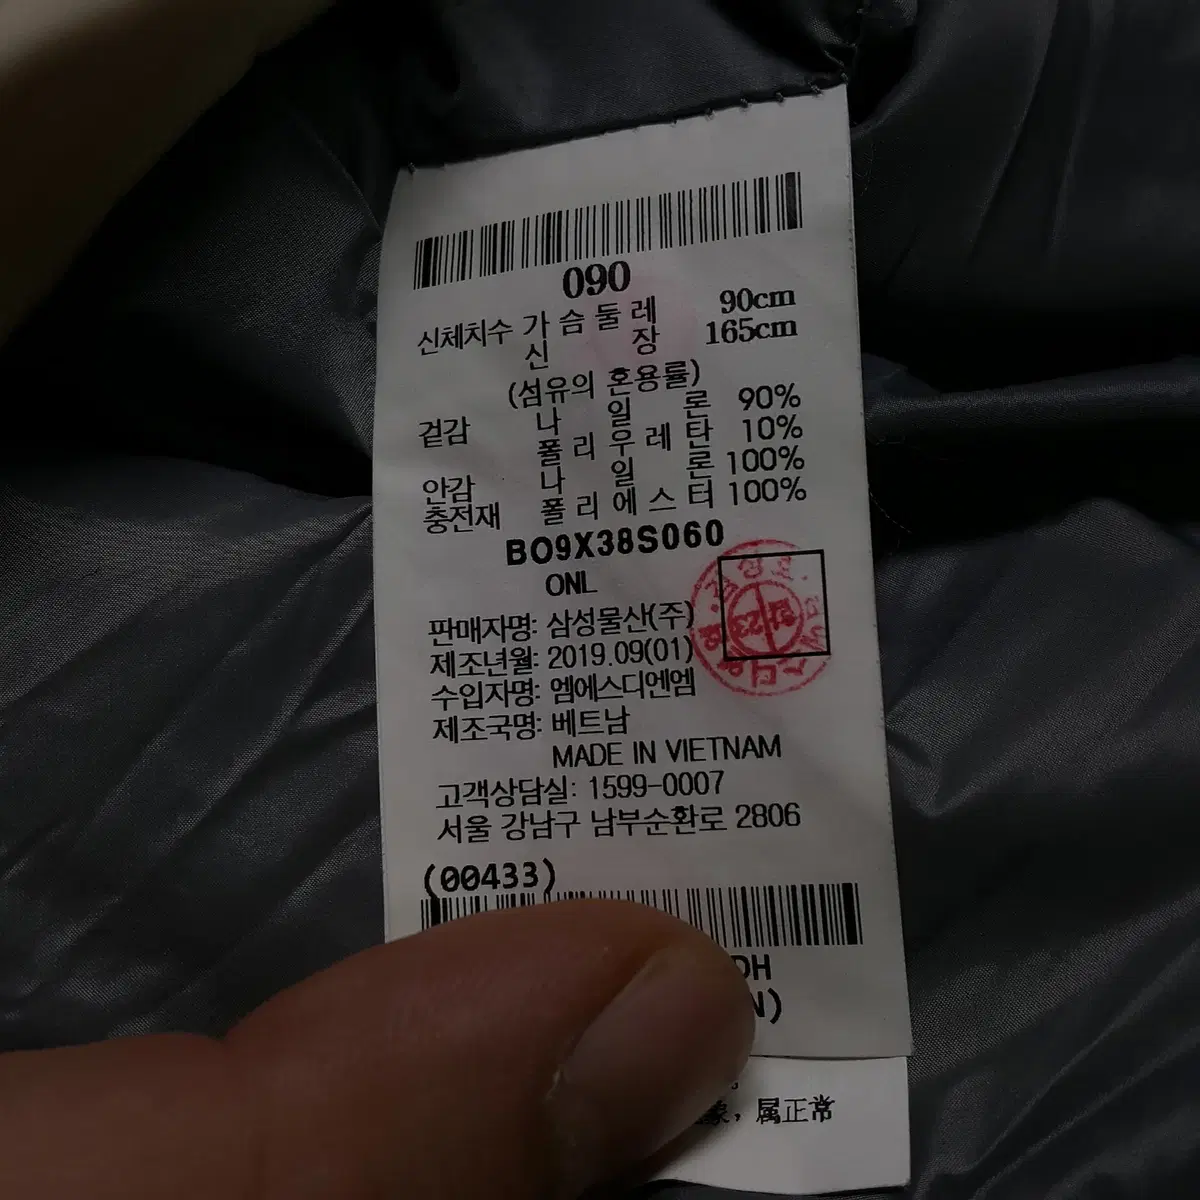 090
신체치수 가슴둘레 90cm
신장 165cm
(섬유의 혼용률)
겉감 나일론 90%
폴리우레탄 10%
안감 나일론 100%
충전재 폴리에스터 100%
BO9X38S060
ONL
판매자명: 삼성물산(주)
제조년월: 2019.09(01)
수입자명: 엠에스디엔엠
제조국명: 베트남
MADE IN VIETNAM
고객상담실: 1599-0007
서울 강남구 남부순환로 2806
(00433)
DH
N)
象，属正常